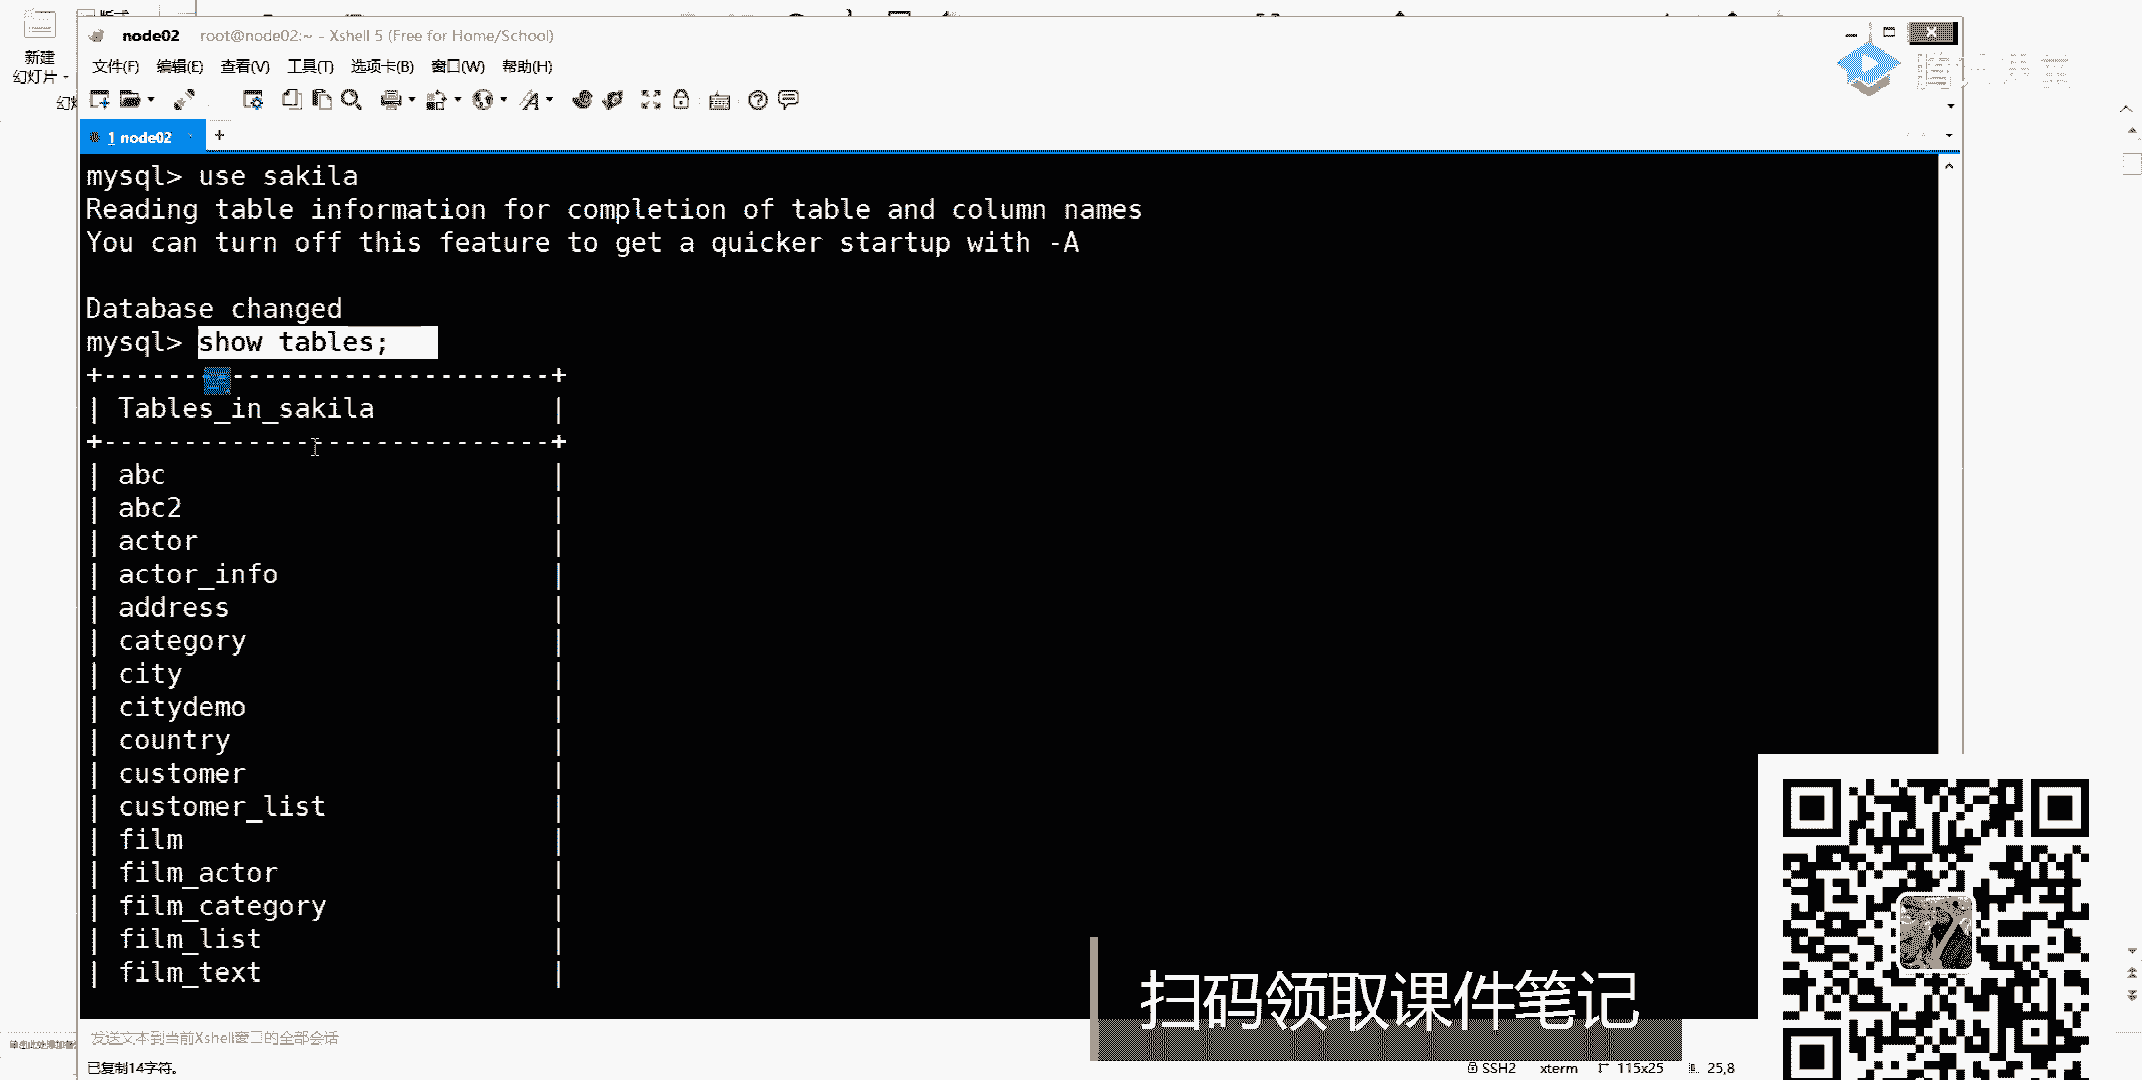 新建
幻灯片
node02 root@node02:~ - Xshell 5 (Free for Home/School)
文件(F) 编辑(E) 查看(V) 工具(T) 选项卡(B) 窗口(W) 帮助(H)
1 node02 +
mysql> use sakila
Reading table information for completion of table and column names
You can turn off this feature to get a quicker startup with -A
Database changed
mysql> show tables;
+----------------------------+
| Tables_in_sakila |
+----------------------------+
| abc |
| abc2 |
| actor |
| actor_info |
| address |
| category |
| city |
| citydemo |
| country |
| customer |
| customer_list |
| film |
| film_actor |
| film_category |
| film_list |
| film_text |
扫码领取课件笔记
发送文本到当前Xshell窗口的全部会话
已复制14字符。 SSH2 xterm 115x25 25,8